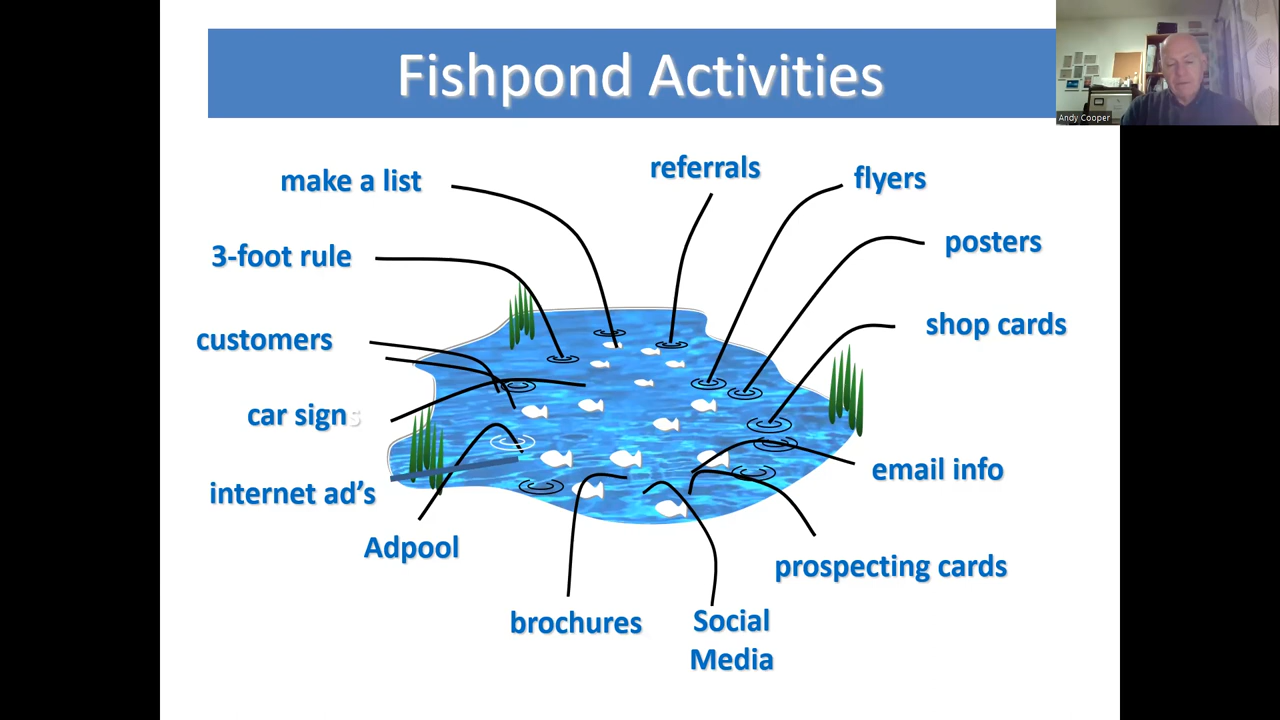 Fishpond Activities
Andy Cooper
make a list
referrals
flyers
3-foot rule
posters
customers
shop cards
car signs
internet ad's
email info
Adpool
prospecting cards
brochures
Social
Media